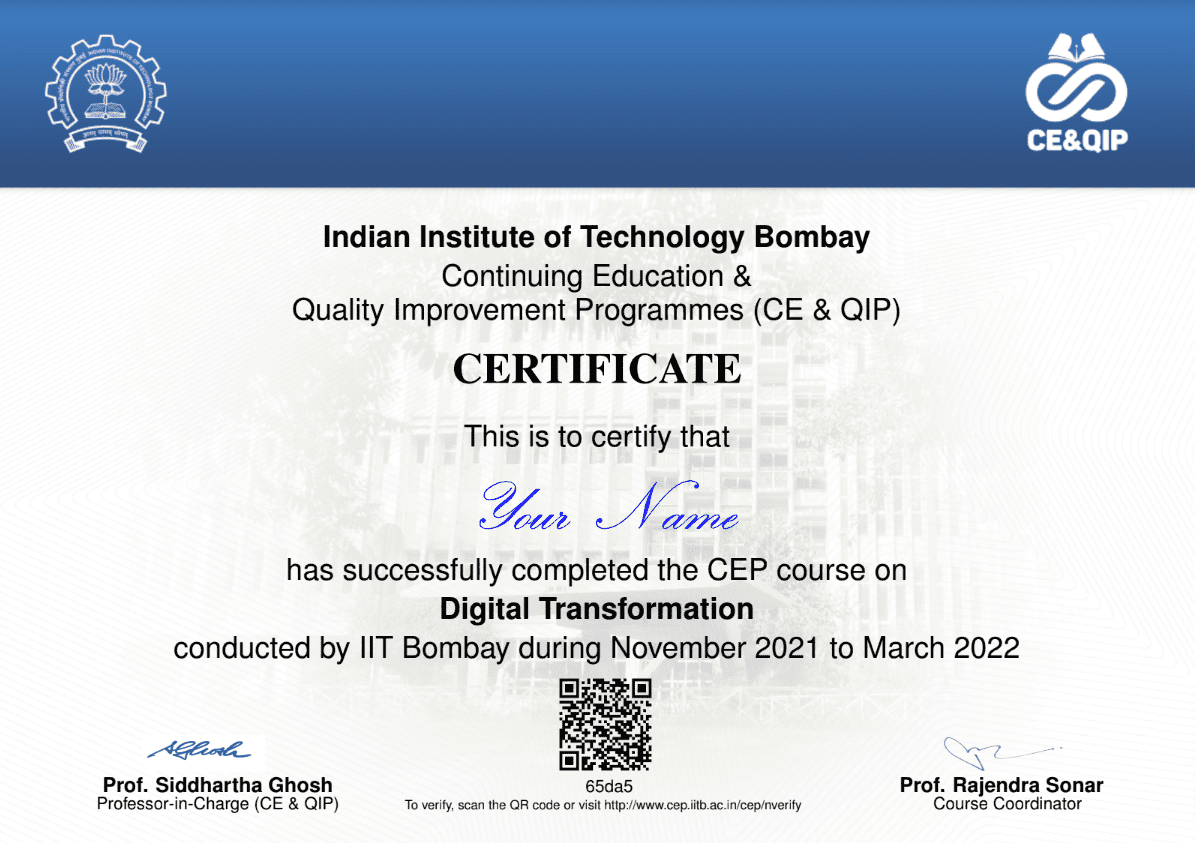 CE&QIP
Indian Institute of Technology Bombay
Continuing Education &
Quality Improvement Programmes (CE & QIP)
CERTIFICATE
This is to certify that
Your Name
has successfully completed the CEP course on
Digital Transformation
conducted by IIT Bombay during November 2021 to March 2022
65da5
To verify, scan the QR code or visit http://www.cep.iitb.ac.in/cep/nverify
Prof. Siddhartha Ghosh
Professor-in-Charge (CE & QIP)
Prof. Rajendra Sonar
Course Coordinator